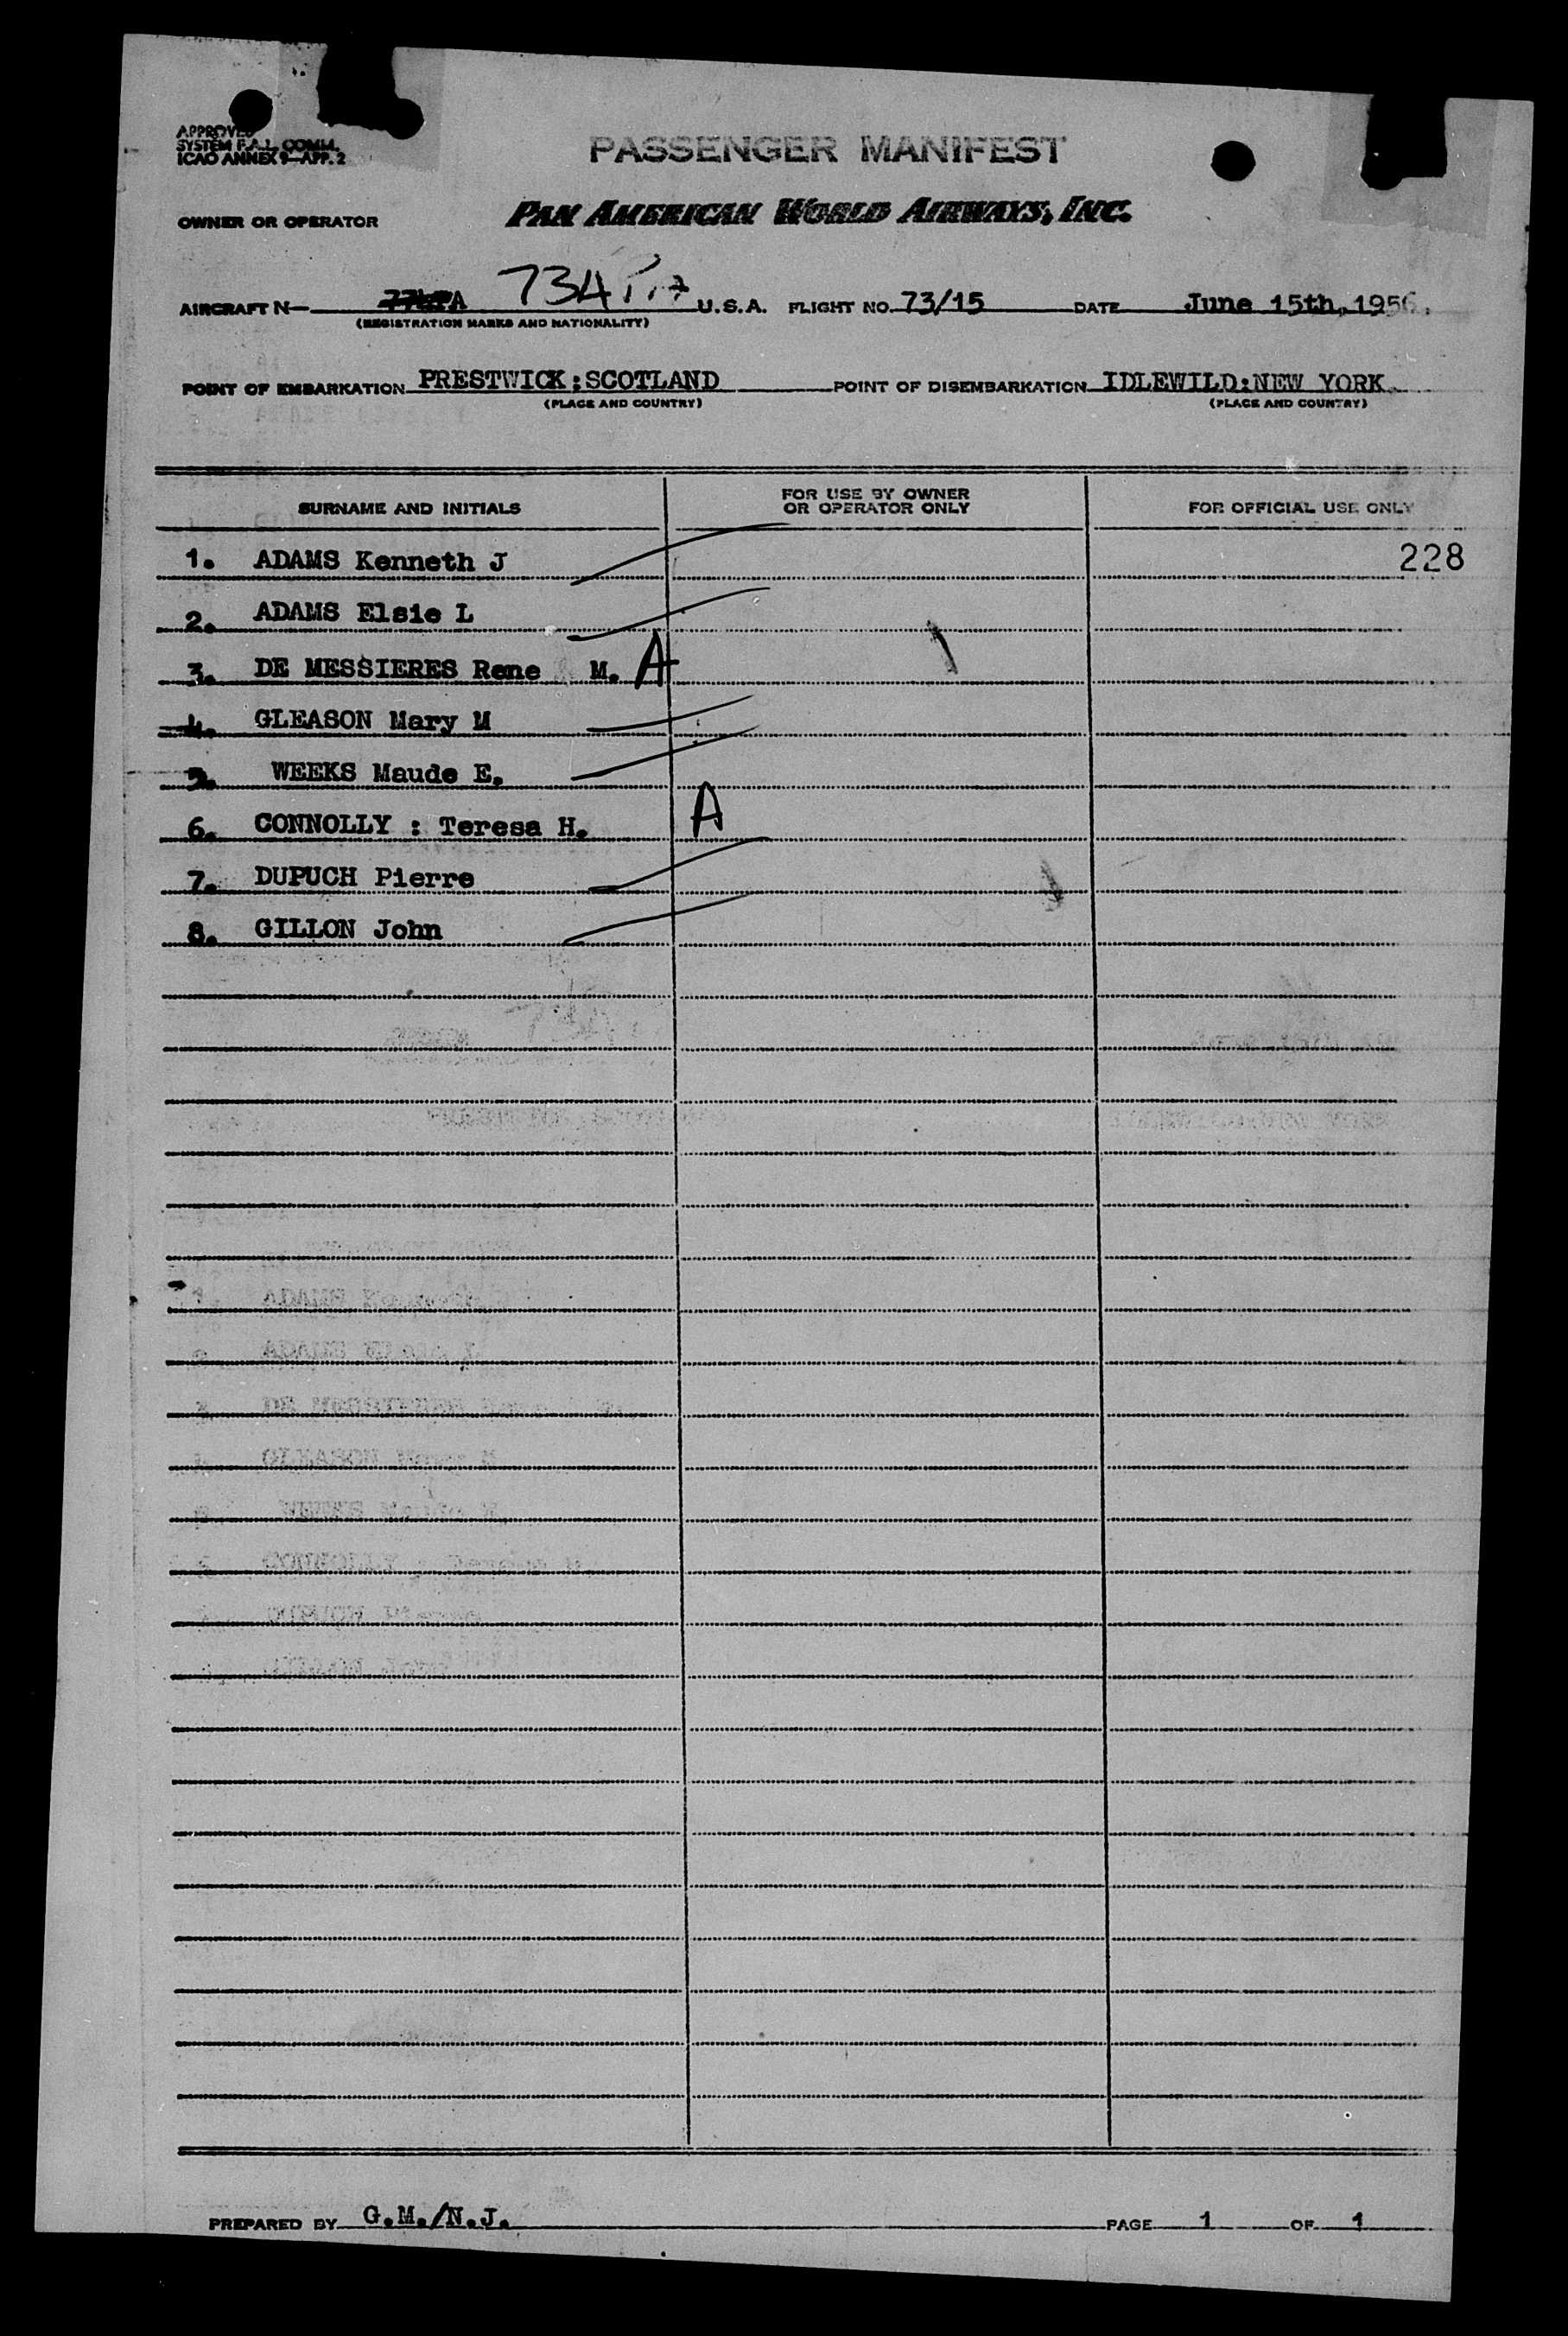 APPROVED
SYSTEM F.A.L. COMM.
ICAO ANNEX 9—APP. 2
PASSENGER MANIFEST
OWNER OR OPERATOR PAN AMERICAN WORLD AIRWAYS, INC.
AIRCRAFT N— 734 U.S.A. FLIGHT NO. 73/15 DATE June 15th, 1956.
(REGISTRATION MARKS AND NATIONALITY)
POINT OF EMBARKATION PRESTWICK;SCOTLAND POINT OF DISEMBARKATION IDLEWILD:NEW YORK.
(PLACE AND COUNTRY) (PLACE AND COUNTRY)
SURNAME AND INITIALS FOR USE BY OWNER OR OPERATOR ONLY FOR OFFICIAL USE ONLY
1. ADAMS Kenneth J 228
2. ADAMS Elsie L
3. DE MESSIERES Rene M. A
4. GLEASON Mary M
5. WEEKS Maude E.
6. CONNOLLY : Teresa H. A
7. DUPUCH Pierre
8. GILLON John
PREPARED BY G.M./N.J. PAGE 1 OF 1